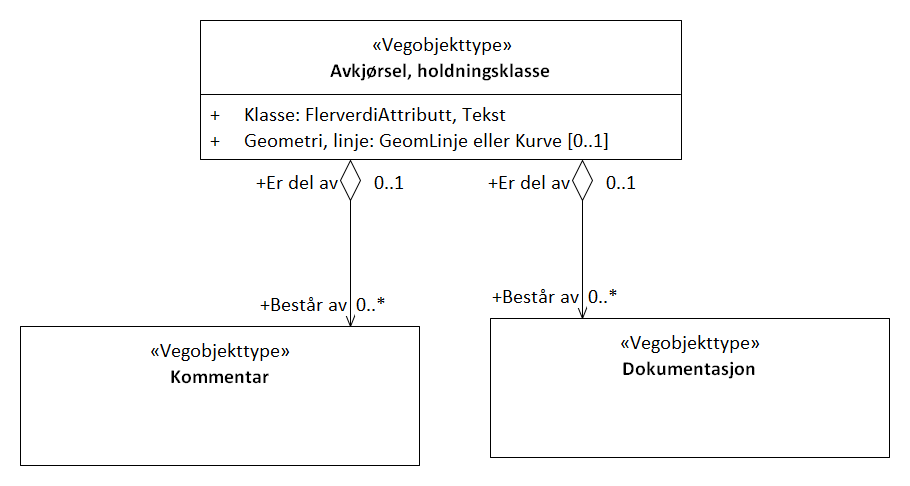 «Vegobjekttype»
Avkjørsel, holdningsklasse
+ Klasse: FlerverdiAttributt, Tekst
+ Geometri, linje: GeomLinje eller Kurve [0..1]
+Er del av 0..1
+Er del av 0..1
+Består av 0..*
+Består av 0..*
«Vegobjekttype»
Kommentar
«Vegobjekttype»
Dokumentasjon